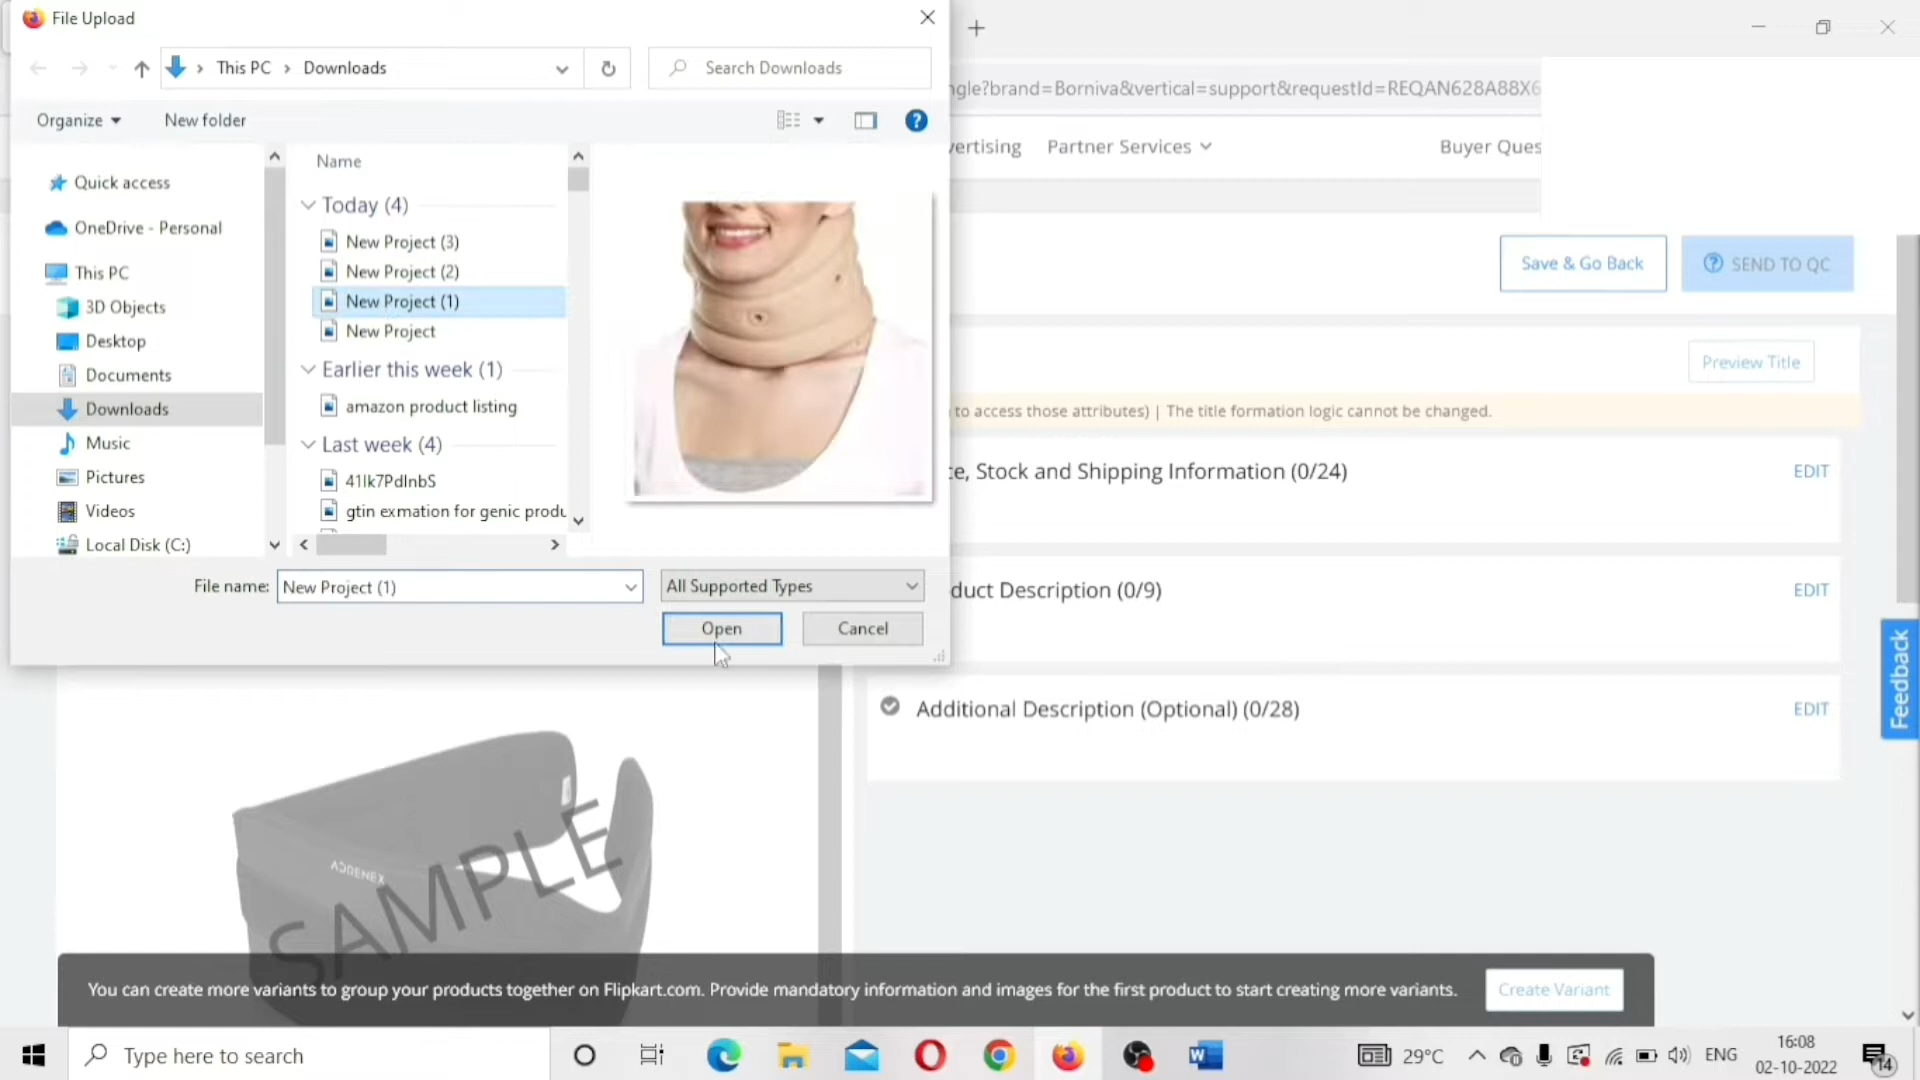 File Upload
This PC
Downloads
Search Downloads
ngle?brand=Borniva&vertical=support&requestId=REQAN628A88X6
Organize
New folder
Partner Services
Buyer Ques
Quick access
OneDrive - Personal
This PC
3D Objects
Desktop
Documents
Downloads
Music
Pictures
Videos
Local Disk (C:)
Name
Today (4)
New Project (3)
New Project (2)
New Project (1)
New Project
Earlier this week (1)
amazon product listing
Last week (4)
gtin exmation for genic produ
File name:
New Project (1)
All Supported Types
Open
Cancel
Save & Go Back
SEND TO QC
Preview Title
to access those attributes) | The title formation logic cannot be changed.
ce, Stock and Shipping Information (0/24)
EDIT
duct Description (0/9)
EDIT
Additional Description (Optional) (0/28)
EDIT
Feedback
ADRENEX
SAMPLE
You can create more variants to group your products together on Flipkart.com. Provide mandatory information and images for the first product to start creating more variants.
Create Variant
Type here to search
29°C
ENG
16:08
02-10-2022
14